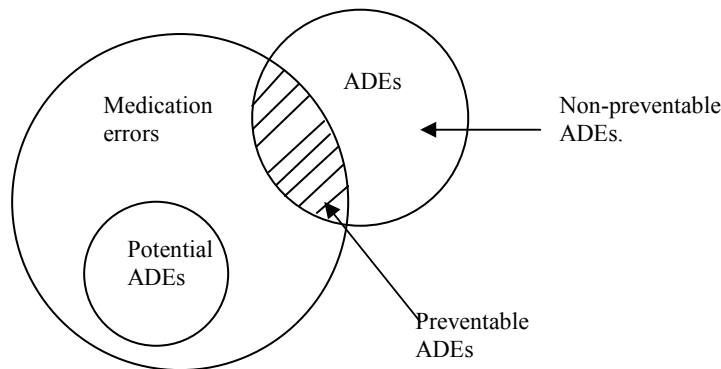 Medication
errors
ADEs
Non-preventable
ADEs.
Potential
ADEs
Preventable
ADEs